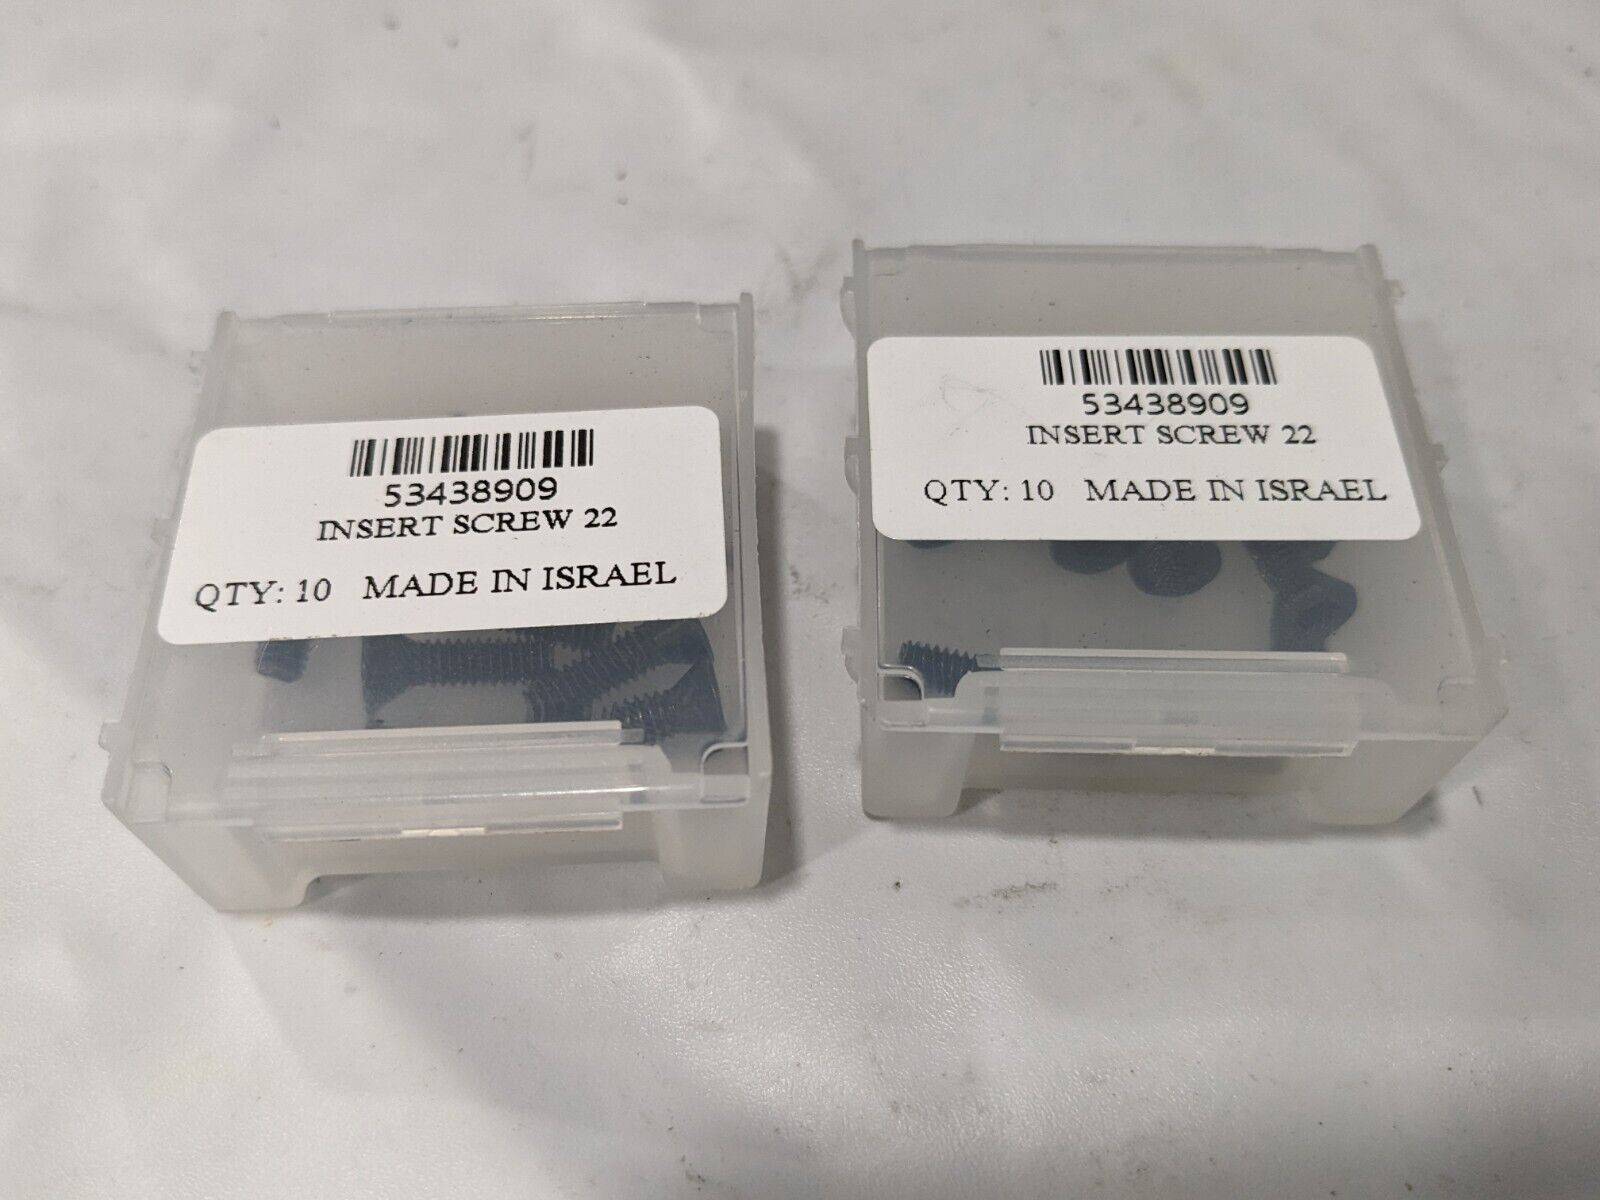 53438909
INSERT SCREW 22
QTY: 10 MADE IN ISRAEL
53438909
INSERT SCREW 22
QTY: 10 MADE IN ISRAEL